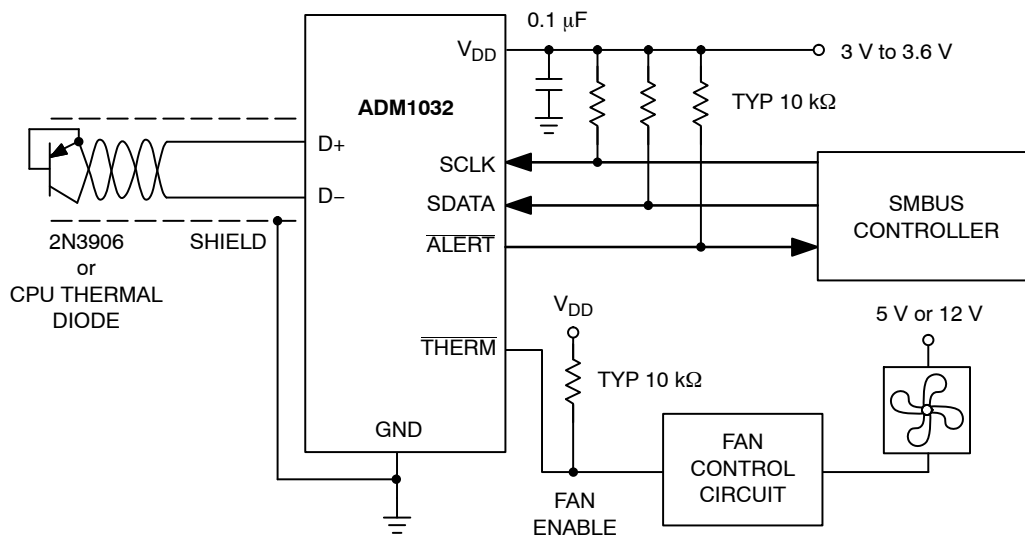 0.1 μF
V_DD
3 V to 3.6 V
ADM1032
TYP 10 kΩ
D+
SCLK
D−
SDATA
SMBUS
CONTROLLER
2N3906
or
CPU THERMAL
DIODE
SHIELD
ALERT
V_DD
5 V or 12 V
THERM
TYP 10 kΩ
GND
FAN
CONTROL
CIRCUIT
FAN
ENABLE